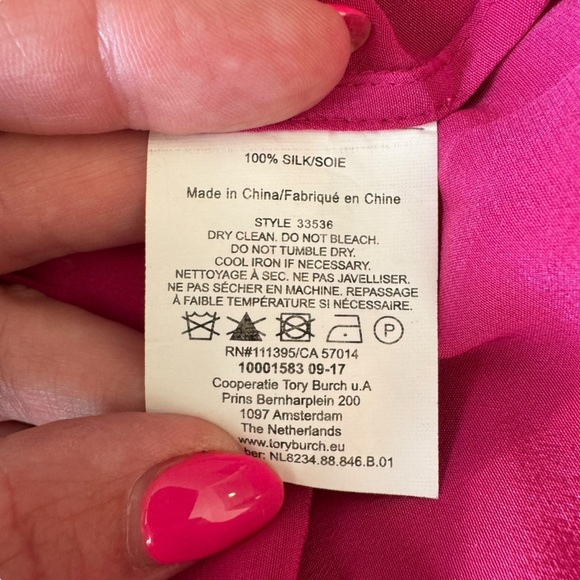 100% SILK/SOIE
Made in China/Fabriqué en Chine
STYLE 33536
DRY CLEAN. DO NOT BLEACH.
DO NOT TUMBLE DRY.
COOL IRON IF NECESSARY.
NETTOYAGE À SEC. NE PAS JAVELLISER.
NE PAS SÉCHER EN MACHINE. REPASSAGE
À FAIBLE TEMPÉRATURE SI NÉCESSAIRE.
P
RN#111395/CA 57014
10001583 09-17
Cooperatie Tory Burch u.A
Prins Bernharplein 200
1097 Amsterdam
The Netherlands
www.toryburch.eu
ber: NL8234.88.846.B.01